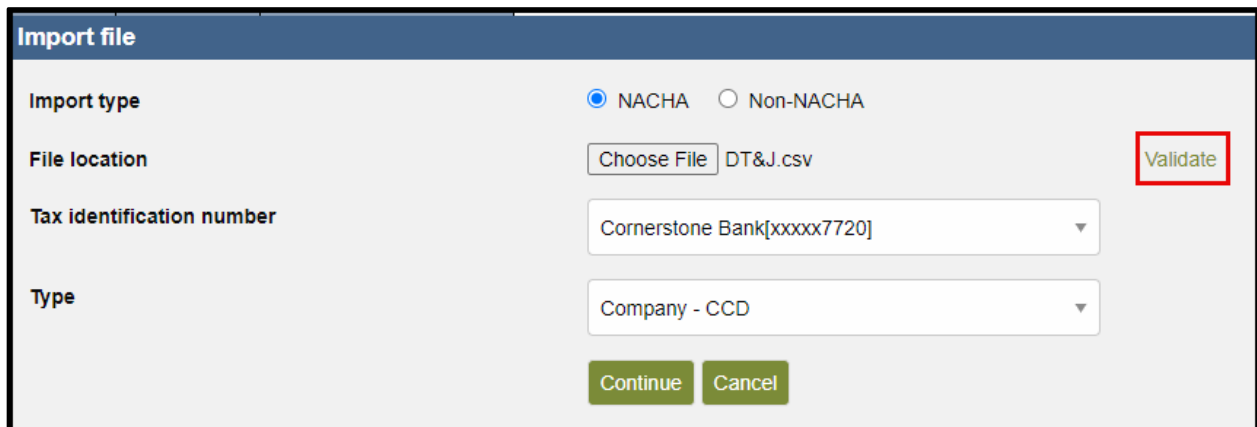 Import file
Import type NACHA Non-NACHA
File location Choose File DT&J.csv Validate
Tax identification number Cornerstone Bank[xxxxx7720]
Type Company - CCD
Continue Cancel